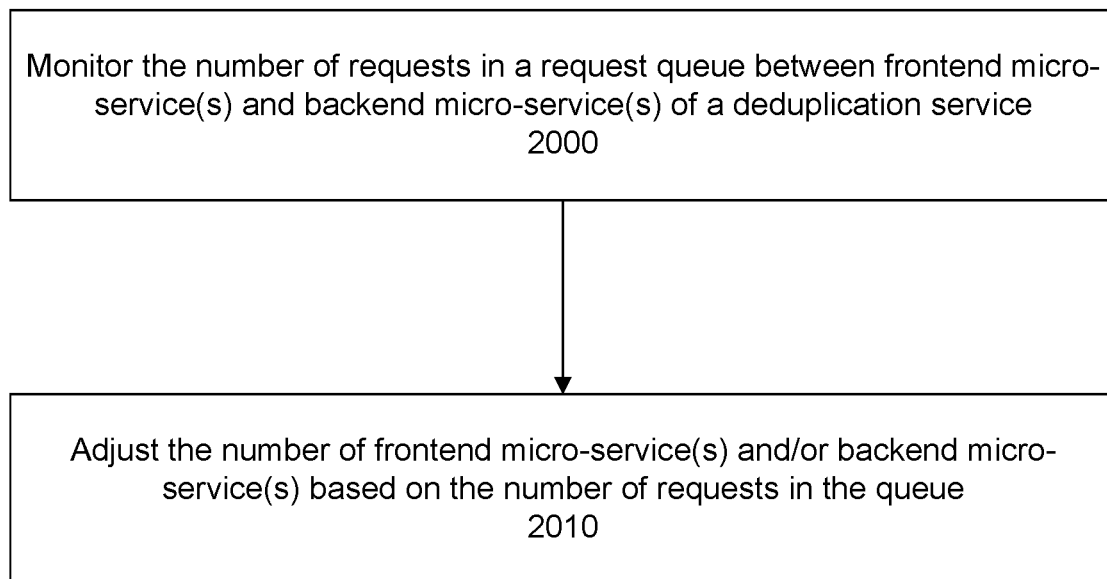 Monitor the number of requests in a request queue between frontend micro-
service(s) and backend micro-service(s) of a deduplication service
2000
Adjust the number of frontend micro-service(s) and/or backend micro-
service(s) based on the number of requests in the queue
2010